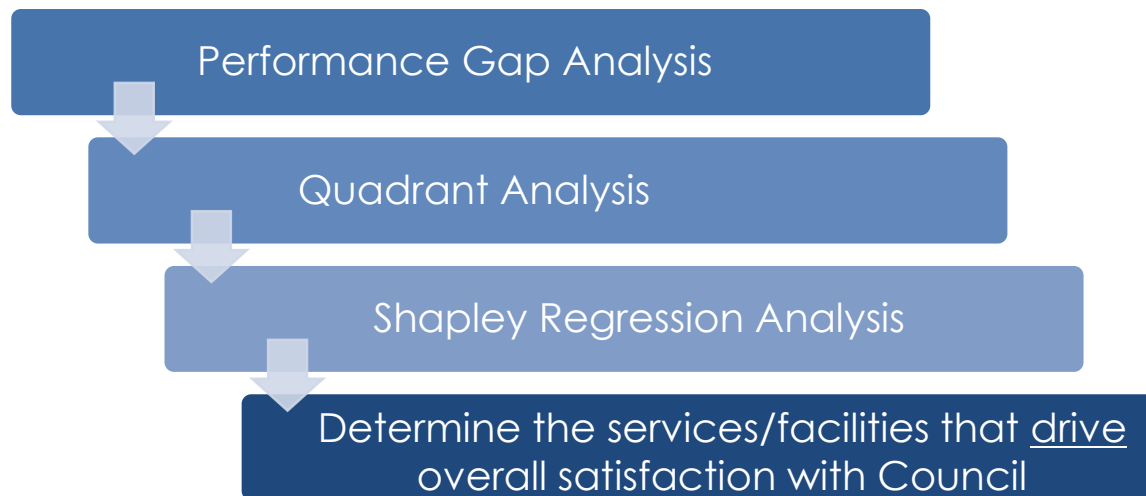 Performance Gap Analysis
Quadrant Analysis
Shapley Regression Analysis
Determine the services/facilities that drive
overall satisfaction with Council